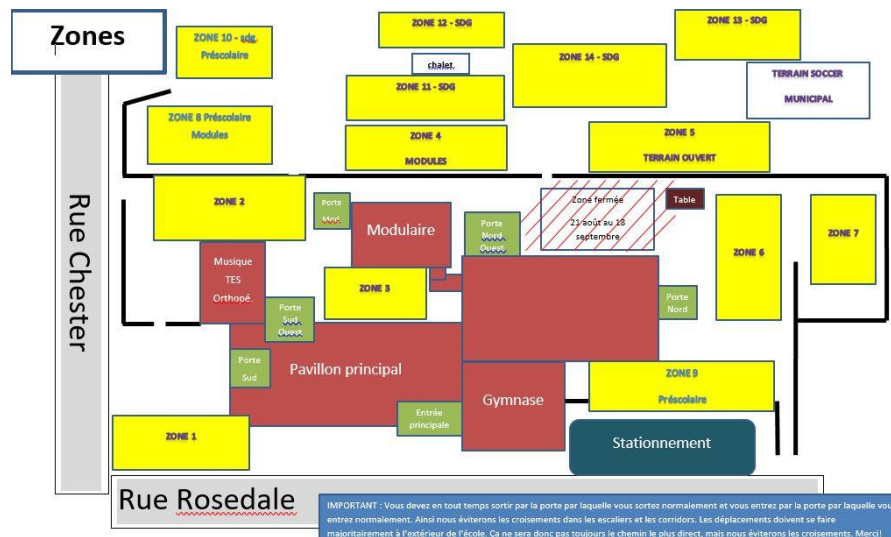 Zones
ZONE 10 - sdg.
Préscolaire
ZONE 12 - SDG
ZONE 13 - SDG
chalet
ZONE 14 - SDG
TERRAIN SOCCER
MUNICIPAL
ZONE 11 - SDG
ZONE 8 Préscolaire
Modules
ZONE 4
MODULES
ZONE 5
TERRAIN OUVERT
Rue Chester
ZONE 2
Porte
Mod.
Modulaire
Porte
Nord
Ouest
Zone fermée
21 août au 18
septembre
Table
ZONE 6
ZONE 7
Musique
TES
Orthopé.
ZONE 3
Porte
Sud
Ouest
Porte
Nord
Porte
Sud
Pavillon principal
Gymnase
ZONE 9
Préscolaire
Entrée
principale
ZONE 1
Stationnement
Rue Rosedale
IMPORTANT : Vous devez en tout temps sortir par la porte par laquelle vous sortez normalement et vous entrez par la porte par laquelle vou
entrez normalement. Ainsi nous éviterons les croisements dans les escaliers et les corridors. Les déplacements doivent se faire
majoritairement à l'extérieur de l'école. Ça ne sera donc pas toujours le chemin le plus direct, mais nous éviterons les croisements. Merci!